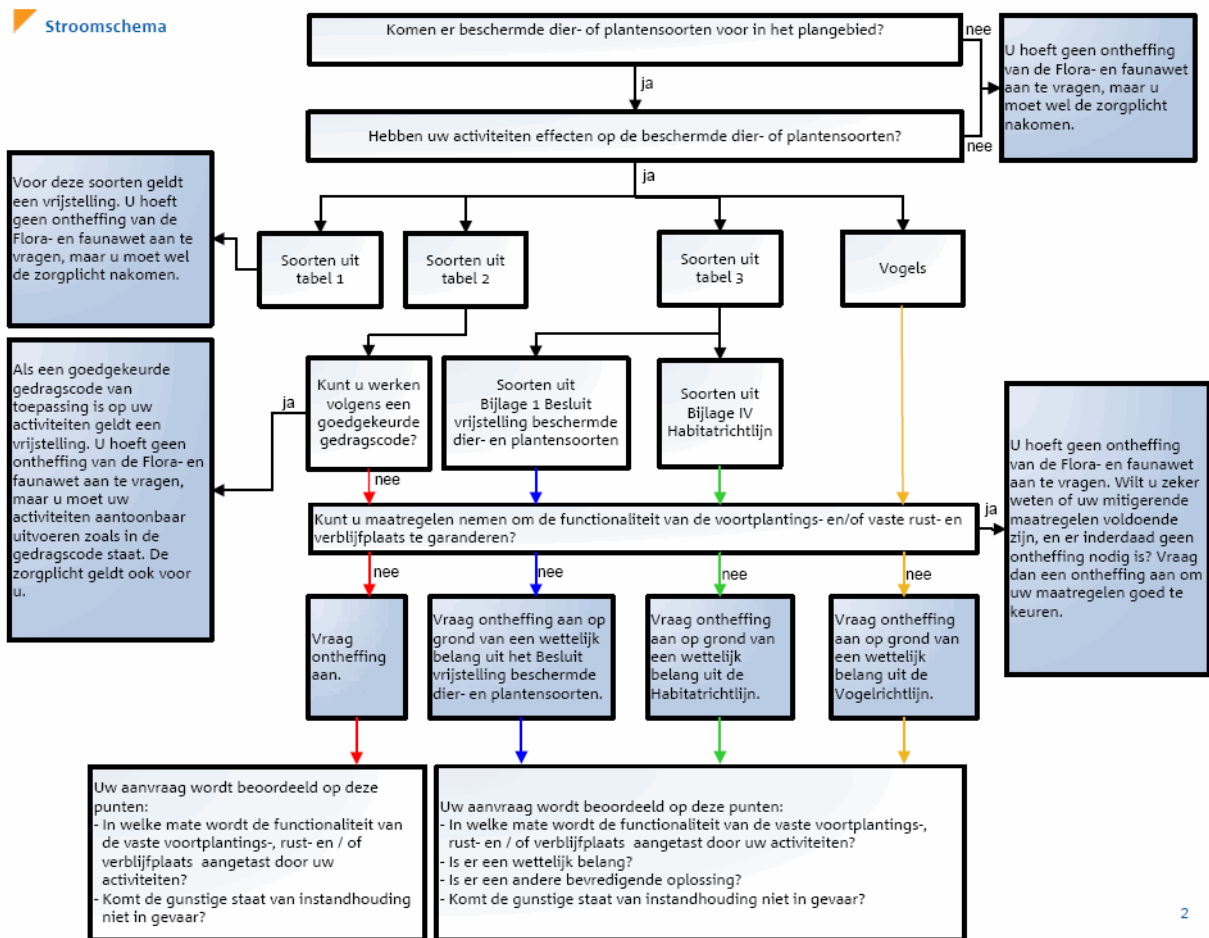 Stroomschema
Komen er beschermde dier- of plantensoorten voor in het plangebied?
nee
U hoeft geen ontheffing
van de Flora- en faunawet
aan te vragen, maar u
moet wel de zorgplicht
nakomen.
ja
Hebben uw activiteiten effecten op de beschermde dier- of plantensoorten?
nee
ja
Voor deze soorten geldt
een vrijstelling. U hoeft
geen ontheffing van de
Flora- en faunawet aan te
vragen, maar u moet wel
de zorgplicht nakomen.
Soorten uit
tabel 1
Soorten uit
tabel 2
Soorten uit
tabel 3
Vogels
Als een goedgekeurde
gedragscode van
toepassing is op uw
activiteiten geldt een
vrijstelling. U hoeft geen
ontheffing van de Flora- en
faunawet aan te vragen,
maar u moet uw
activiteiten aantoonbaar
uitvoeren zoals in de
gedragscode staat. De
zorgplicht geldt ook voor
u.
ja
Kunt u werken
volgens een
goedgekeurde
gedragscode?
Soorten uit
Bijlage 1 Besluit
vrijstelling beschermde
dier- en plantensoorten
Soorten uit
Bijlage IV
Habitatrichtlijn
nee
Kunt u maatregelen nemen om de functionaliteit van de voortplantings- en/of vaste rust- en
verblijfplaats te garanderen?
ja
U hoeft geen ontheffing
van de Flora- en faunawet
aan te vragen. Wilt u zeker
weten of uw mitigerende
maatregelen voldoende
zijn, en er inderdaad geen
ontheffing nodig is? Vraag
dan een ontheffing aan om
uw maatregelen goed te
keuren.
nee
nee
nee
nee
Vraag
ontheffing
aan.
Vraag ontheffing aan op
grond van een wettelijk
belang uit het Besluit
vrijstelling beschermde
dier- en plantensoorten.
Vraag ontheffing
aan op grond van
een wettelijk
belang uit de
Habitatrichtlijn.
Vraag ontheffing
aan op grond van
een wettelijk
belang uit de
Vogelrichtlijn.
Uw aanvraag wordt beoordeeld op deze
punten:
- In welke mate wordt de functionaliteit van
de vaste voortplantings-, rust- en / of
verblijfplaats aangetast door uw
activiteiten?
- Komt de gunstige staat van instandhouding
niet in gevaar?
Uw aanvraag wordt beoordeeld op deze punten:
- In welke mate wordt de functionaliteit van de vaste voortplantings-,
rust- en / of verblijfplaats aangetast door uw activiteiten?
- Is er een wettelijk belang?
- Is er een andere bevredigende oplossing?
- Komt de gunstige staat van instandhouding niet in gevaar?
2